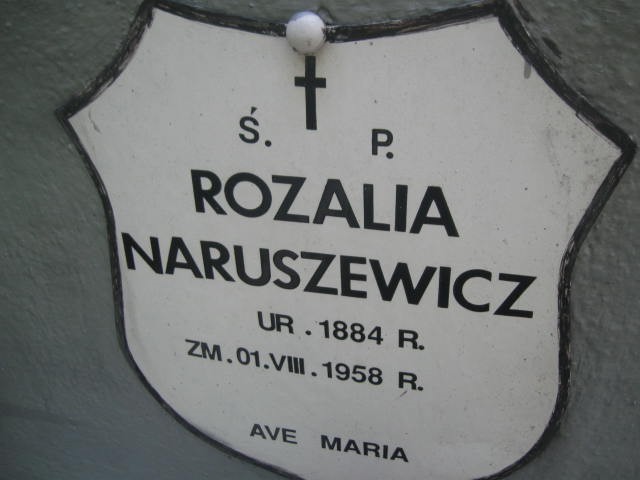 Ś. P.
ROZALIA
NARUSZEWICZ
UR. 1884 R.
ZM. 01. VIII. 1958 R.
AVE MARIA